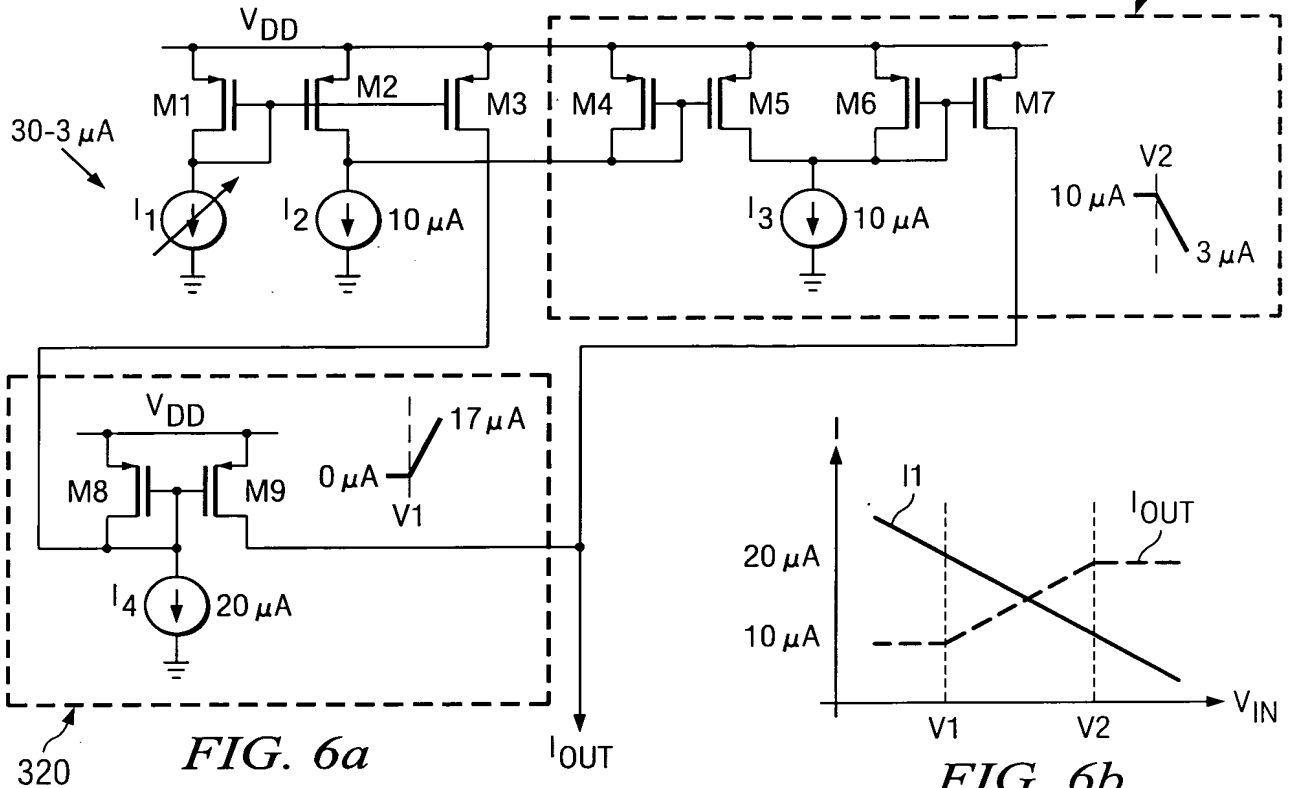 VDD
M1
M2
M3
M4
M5
M6
M7
30-3 μA
I1
I2
10 μA
I3
10 μA
V2
10 μA
3 μA
VDD
M8
M9
17 μA
0 μA
V1
I4
20 μA
320
FIG. 6a
IOUT
I
I1
IOUT
20 μA
10 μA
V1
V2
VIN
FIG. 6b